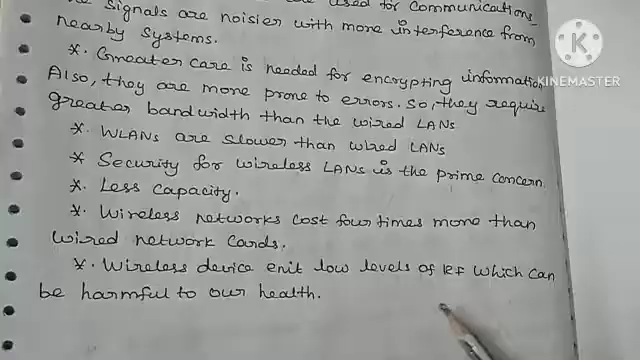 Signals are noisier with more interference from
nearby systems.
*. Greater care is needed for encrypting information
Also, they are more prone to errors. So, they require
greater bandwidth than the wired LANs
*. WLANs are slower than wired LANs
* Security for wireless LANs is the prime concern
*. Less capacity.
*. Wireless networks cost four times more than
wired network cards.
*. Wireless device emit low levels of RF which can
be harmful to our health.
KINEMASTER